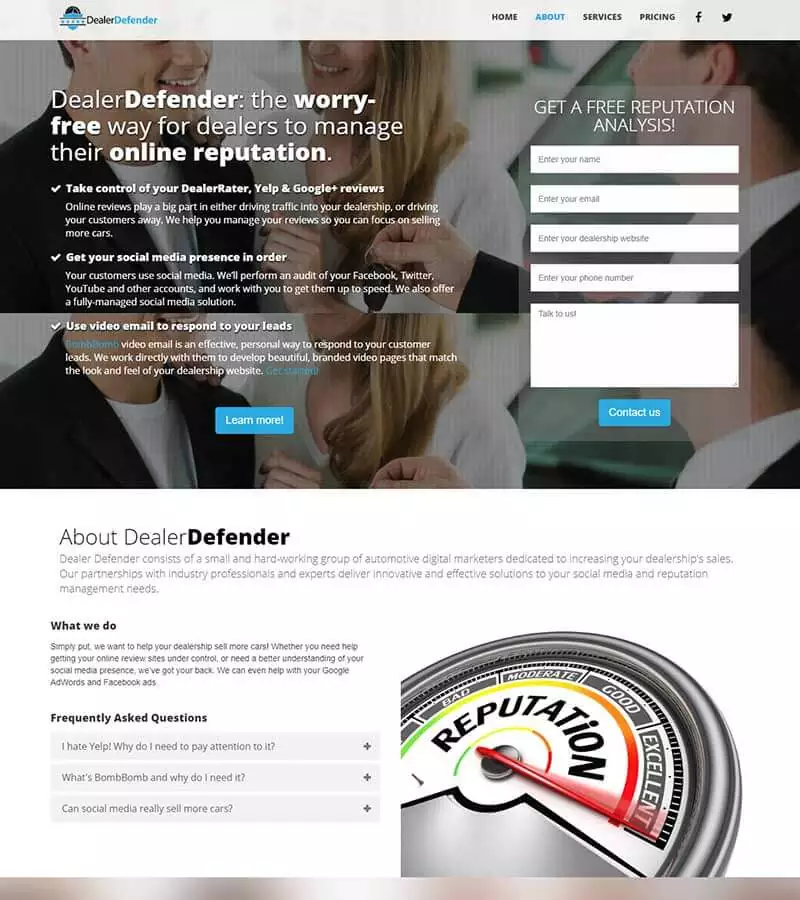 DealerDefender
HOME ABOUT SERVICES PRICING
DealerDefender: the worry-
free way for dealers to manage
their online reputation.
Take control of your DealerRater, Yelp & Google+ reviews
Online reviews play a big part in either driving traffic into your dealership, or driving
your customers away. We help you manage your reviews so you can focus on selling
more cars.
Get your social media presence in order
Your customers use social media. We'll perform an audit of your Facebook, Twitter,
YouTube and other accounts, and work with you to get them up to speed. We also offer
a fully-managed social media solution.
Use video email to respond to your leads
BombBomb video email is an effective, personal way to respond to your customer
leads. We work directly with them to develop beautiful, branded video pages that match
the look and feel of your dealership website. Get started!
Learn more!
GET A FREE REPUTATION
ANALYSIS!
Enter your name
Enter your email
Enter your dealership website
Enter your phone number
Talk to us!
Contact us
About DealerDefender
Dealer Defender consists of a small and hard-working group of automotive digital marketers dedicated to increasing your dealership's sales.
Our partnerships with industry professionals and experts deliver innovative and effective solutions to your social media and reputation
management needs.
What we do
Simply put, we want to help your dealership sell more cars! Whether you need help
getting your online review sites under control, or need a better understanding of your
social media presence, we've got your back. We can even help with your Google
AdWords and Facebook ads.
Frequently Asked Questions
I hate Yelp! Why do I need to pay attention to it?
What's BombBomb and why do I need it?
Can social media really sell more cars?
BAD
MODERATE
GOOD
EXCELLENT
REPUTATiON